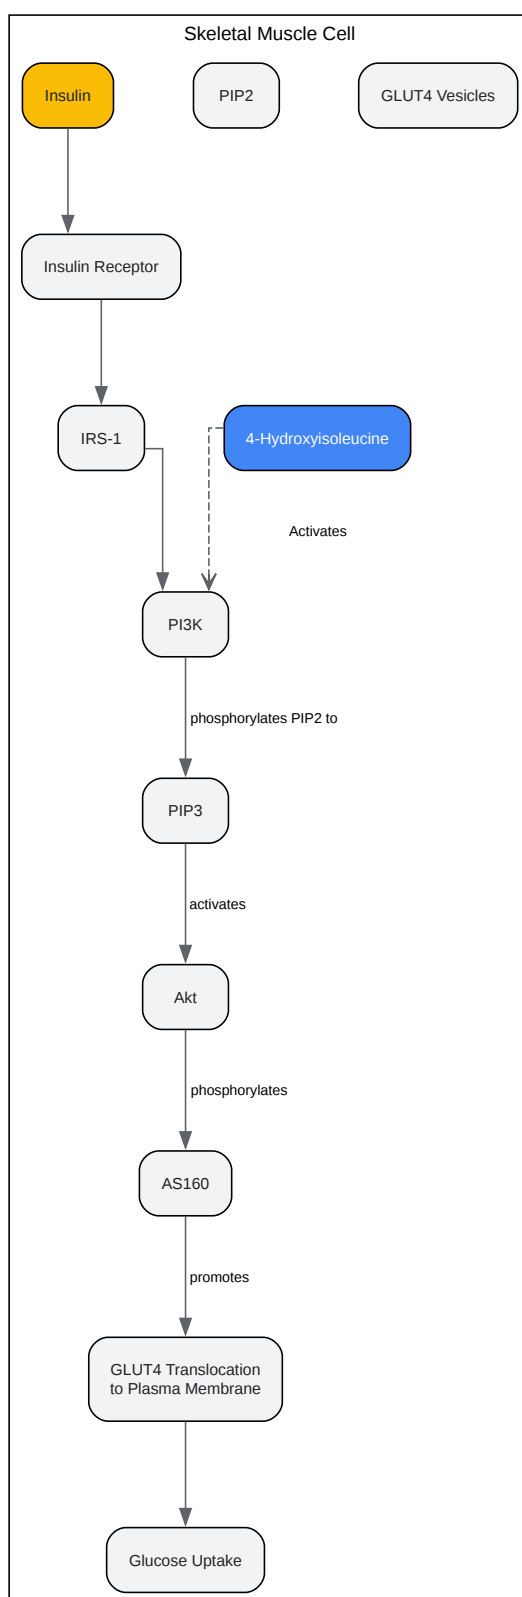 Skeletal Muscle Cell
Insulin
PIP2
GLUT4 Vesicles
Insulin Receptor
IRS-1
4-Hydroxyisoleucine
Activates
PI3K
phosphorylates PIP2 to
PIP3
activates
Akt
phosphorylates
AS160
promotes
GLUT4 Translocation
to Plasma Membrane
Glucose Uptake